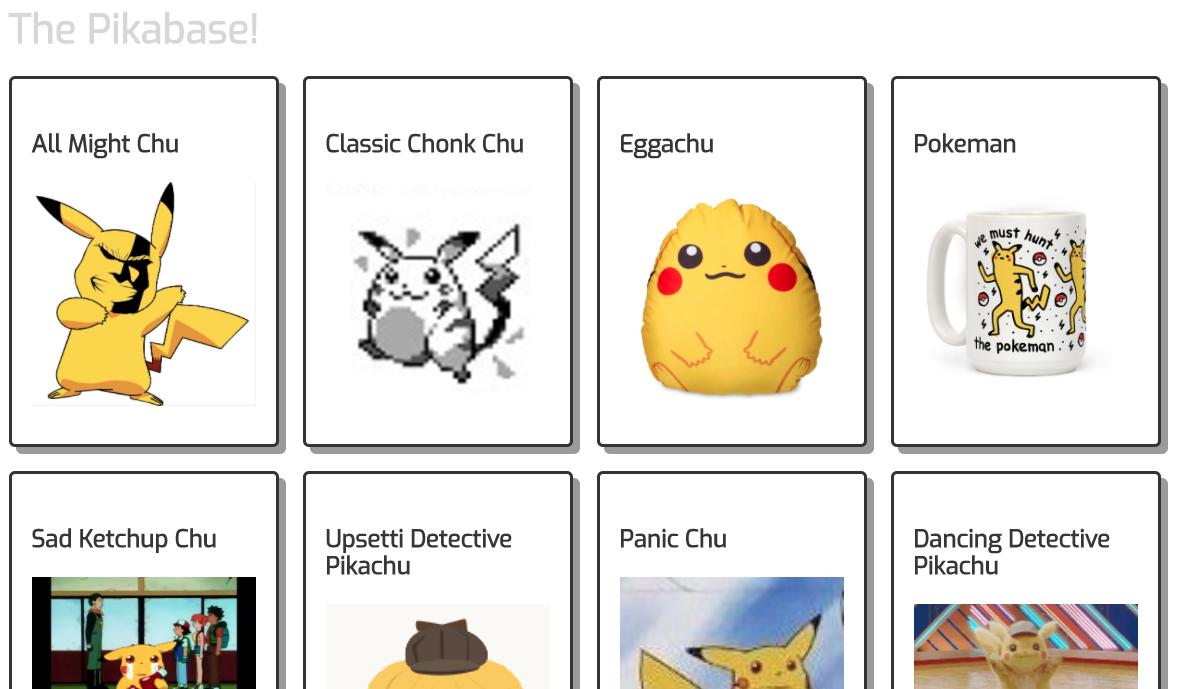 The Pikabase!
All Might Chu
Classic Chonk Chu
Eggachu
Pokeman
we must hunt
the pokeman
Sad Ketchup Chu
Upsetti Detective
Pikachu
Panic Chu
Dancing Detective
Pikachu